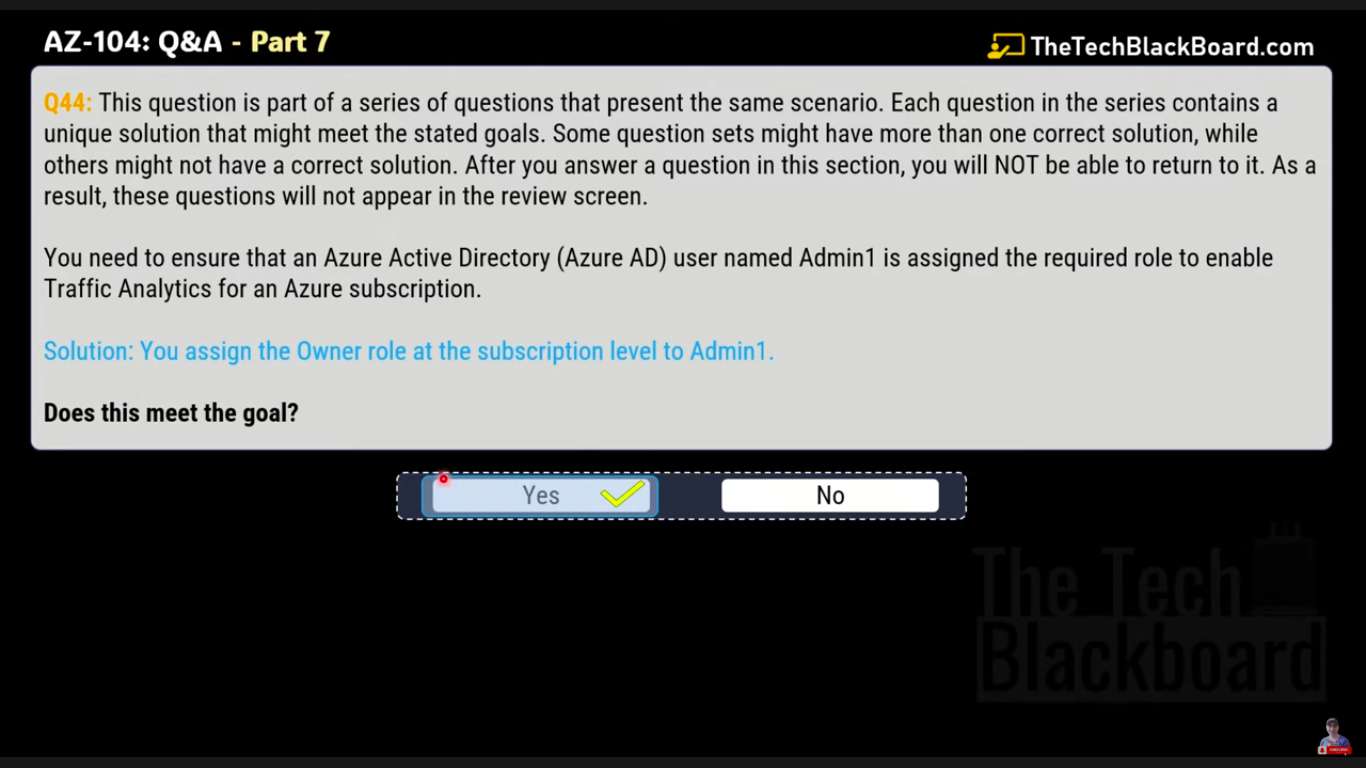 AZ-104: Q&A - Part 7
TheTechBlackBoard.com
Q44: This question is part of a series of questions that present the same scenario. Each question in the series contains a
unique solution that might meet the stated goals. Some question sets might have more than one correct solution, while
others might not have a correct solution. After you answer a question in this section, you will NOT be able to return to it. As a
result, these questions will not appear in the review screen.
You need to ensure that an Azure Active Directory (Azure AD) user named Admin1 is assigned the required role to enable
Traffic Analytics for an Azure subscription.
Solution: You assign the Owner role at the subscription level to Admin1.
Does this meet the goal?
Yes
No
The Tech
Blackboard